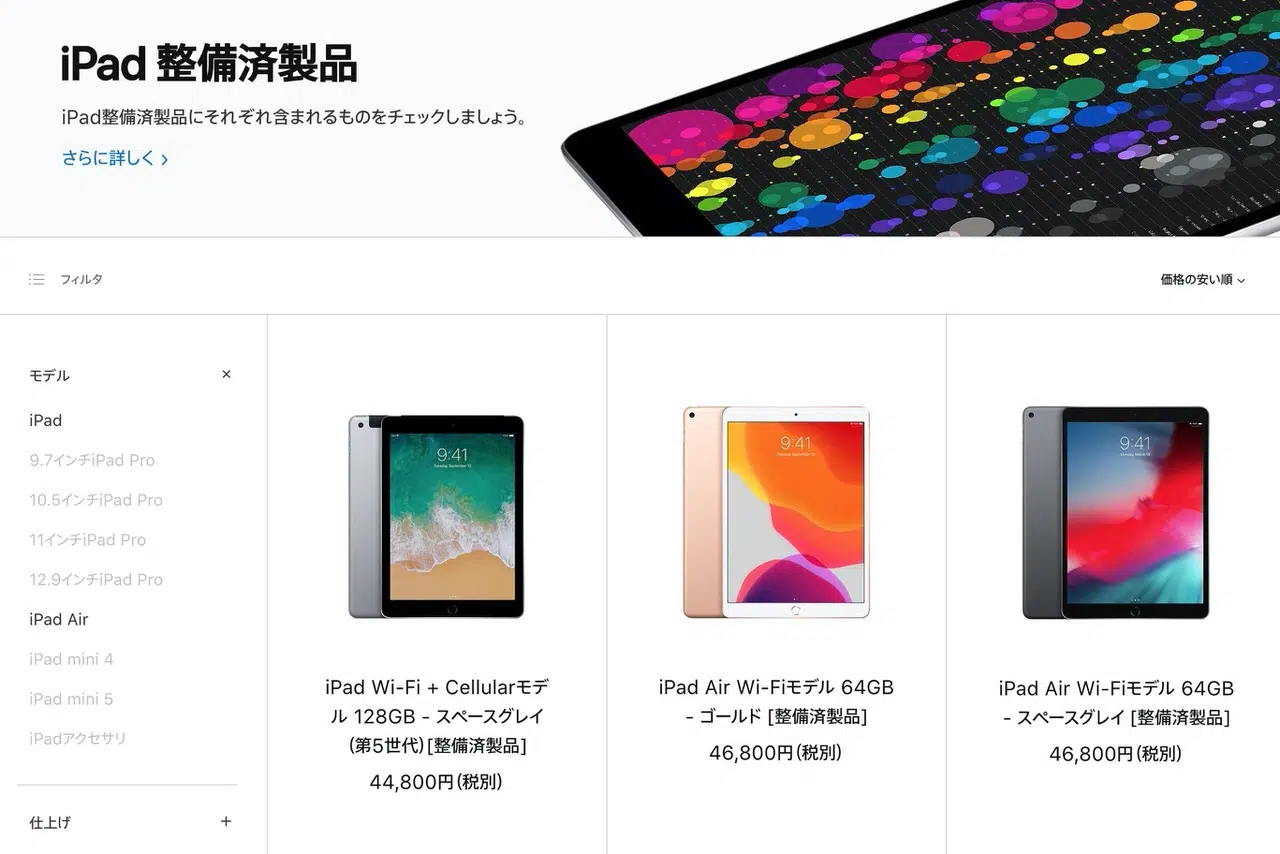 iPad 整備済製品
iPad整備済製品にそれぞれ含まれるものをチェックしましょう。
さらに詳しく
フィルタ
価格の安い順
モデル
iPad
9.7インチiPad Pro
10.5インチiPad Pro
11インチiPad Pro
12.9インチiPad Pro
iPad Air
iPad mini 4
iPad mini 5
iPadアクセサリ
仕上げ
9:41
iPad Wi-Fi + Cellularモデ
ル 128GB - スペースグレイ
(第5世代) [整備済製品]
44,800円 (税別)
9:41
iPad Air Wi-Fiモデル 64GB
- ゴールド [整備済製品]
46,800円 (税別)
9:41
iPad Air Wi-Fiモデル 64GB
- スペースグレイ [整備済製品]
46,800円 (税別)